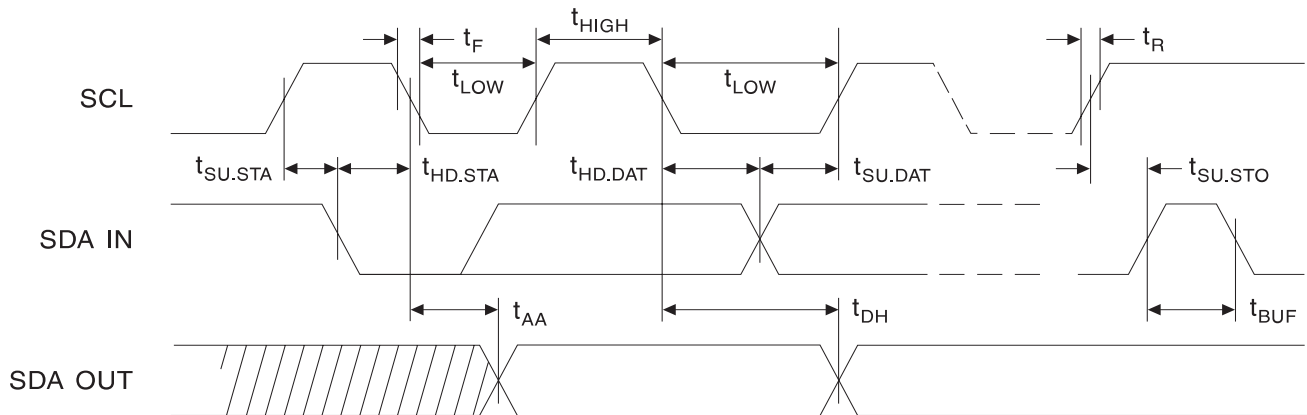 t_HIGH
t_F t_R
t_LOW t_LOW
SCL
t_SU.STA t_HD.STA t_HD.DAT t_SU.DAT t_SU.STO
SDA IN
t_AA t_DH t_BUF
SDA OUT